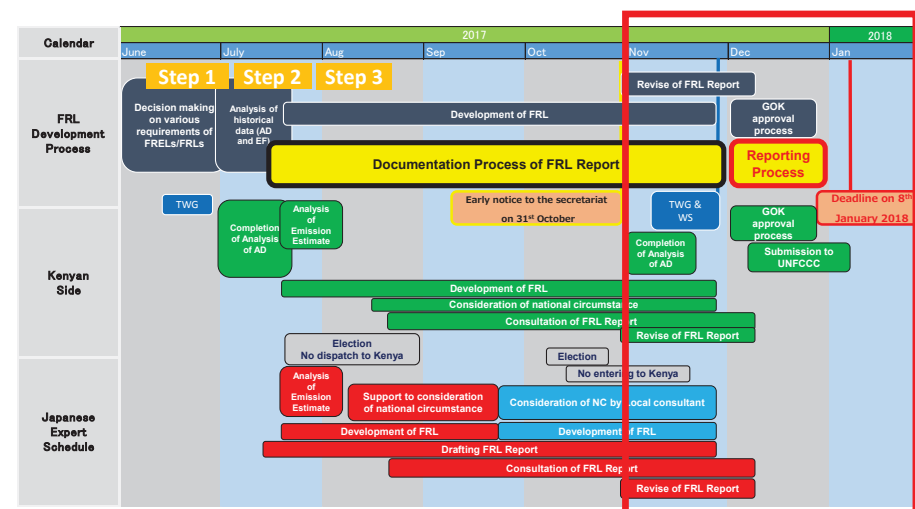 Calendar
2017
2018
June
July
Aug
Sep
Oct
Nov
Dec
Jan
Step 1
Step 2
Step 3
FRL
Development
Process
Decision making
on various
requirements of
FRELs/FRLs
Analysis of
historical
data (AD
and EF)
Revise of FRL Report
Development of FRL
GOK
approval
process
Documentation Process of FRL Report
Reporting
Process
TWG
Early notice to the secretariat
on 31st October
TWG &
WS
Deadline on 8th
January 2018
Kenyan
Side
Completion
of Analysis
of AD
Analysis
of
Emission
Estimate
GOK
approval
process
Completion
of Analysis
of AD
Submission to
UNFCCC
Development of FRL
Consideration of national circumstance
Consultation of FRL Report
Revise of FRL Report
Japanese
Expert
Schedule
Election
No dispatch to Kenya
Election
No entering to Kenya
Analysis
of
Emission
Estimate
Support to consideration
of national circumstance
Consideration of NC by Local consultant
Development of FRL
Development of FRL
Drafting FRL Report
Consultation of FRL Report
Revise of FRL Report